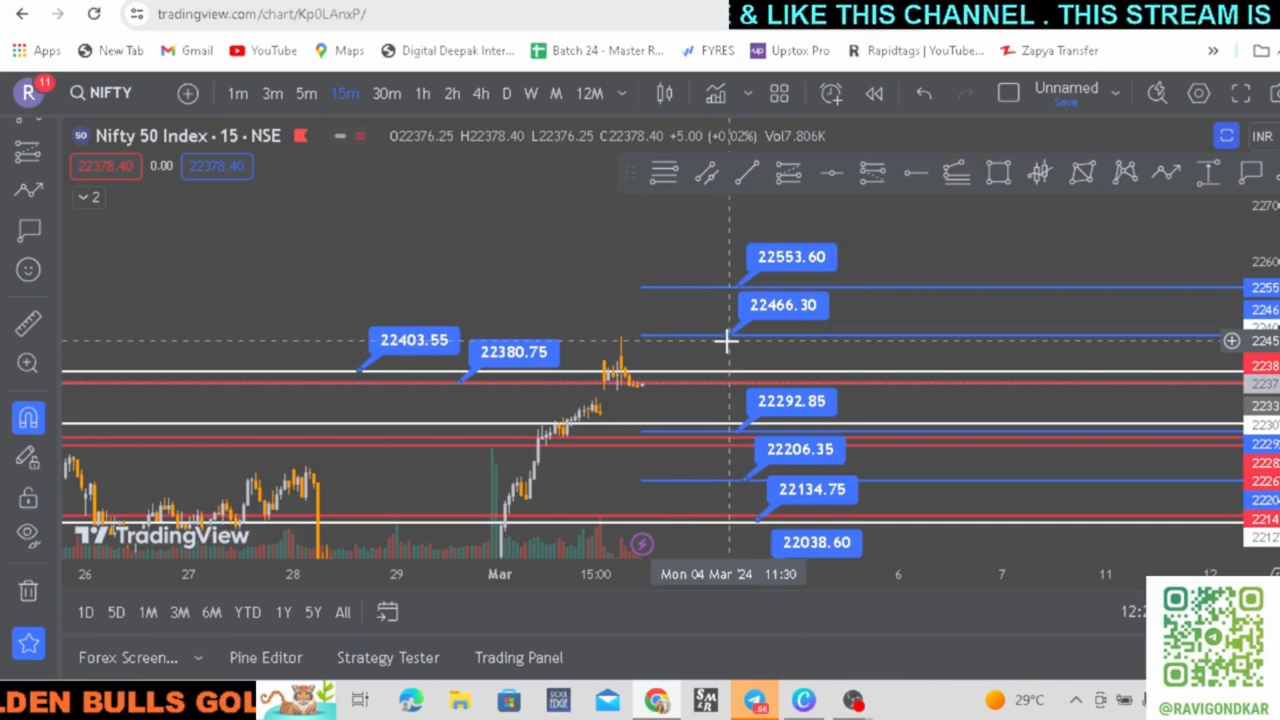 tradingview.com/chart/Kp0LAnxP/
& LIKE THIS CHANNEL . THIS STREAM IS
Apps
New Tab
Gmail
YouTube
Maps
Digital Deepak Inter...
Batch 24 - Master R...
FYRES
Upstox Pro
Rapidtags | YouTube...
Zapya Transfer
»
R
11
NIFTY
1m 3m 5m 15m 30m 1h 2h 4h D W M 12M
Unnamed
Save
50 Nifty 50 Index · 15 · NSE
O22376.25 H22378.40 L22376.25 C22378.40 +5.00 (+0.02%) Vol7.806K
INR
22378.40 0.00 22378.40
2
2270
22553.60
2260
2255
22466.30
2246
22403.55
2245
22380.75
2238
2237
22292.85
2233
2230
2229
22206.35
2228
2226
22134.75
2220
2214
22038.60
2212
TradingView
26 27 28 29 Mar 15:00 Mon 04 Mar '24 11:30 6 7 11 12
1D 5D 1M 3M 6M YTD 1Y 5Y All
12:2
Forex Screen... Pine Editor Strategy Tester Trading Panel
LDEN BULLS GOL
STOCK EDGE
66
29°C
@RAVIGONDKAR